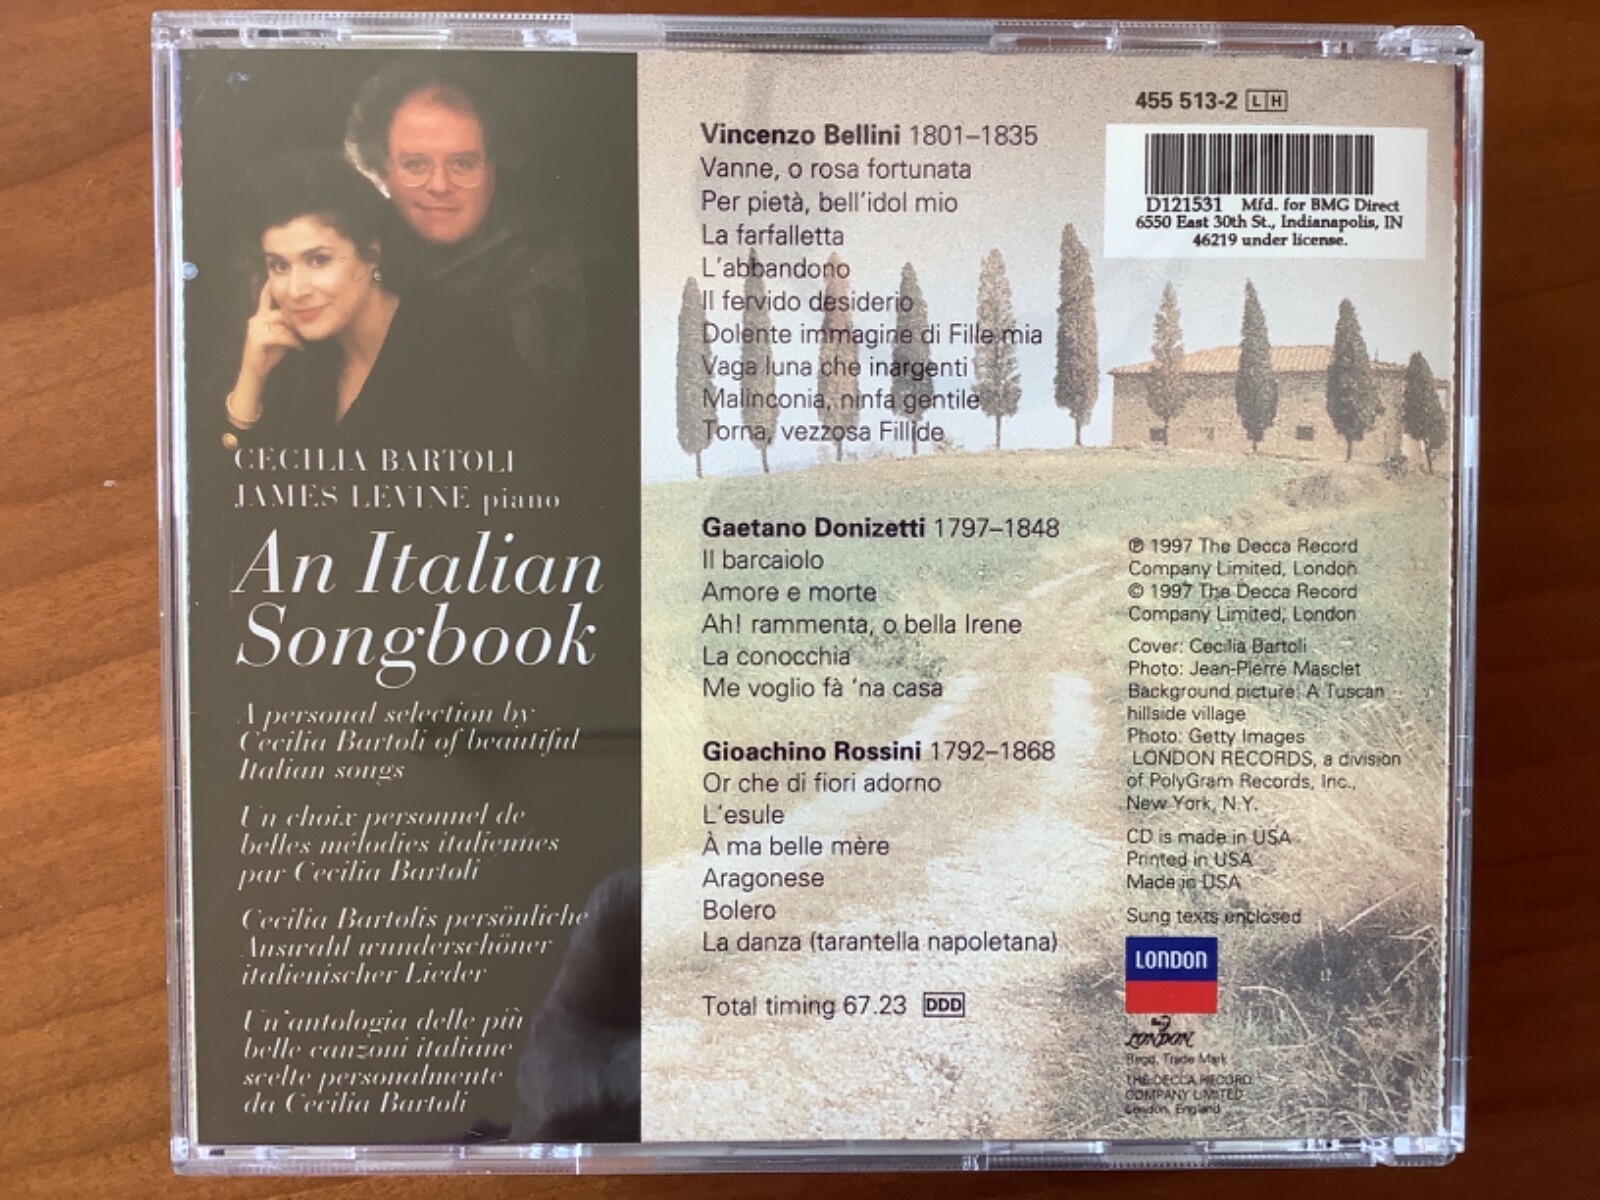 CECILIA BARTOLI
JAMES LEVINE piano
An Italian
Songbook
A personal selection by
Cecilia Bartoli of beautiful
Italian songs
Un choix personnel de
belles mélodies italiennes
par Cecilia Bartoli
Cecilia Bartolis persönliche
Auswahl wunderschöner
italienischer Lieder
Un'antologia delle più
belle canzoni italiane
scelte personalmente
da Cecilia Bartoli
Vincenzo Bellini 1801–1835
Vanne, o rosa fortunata
Per pietà, bell'idol mio
La farfalletta
L'abbandono
Il fervido desiderio
Dolente immagine di Fille mia
Vaga luna che inargenti
Malinconia, ninfa gentile
Torna, vezzosa Fillide
Gaetano Donizetti 1797–1848
Il barcaiolo
Amore e morte
Ah! rammenta, o bella Irene
La conocchia
Me voglio fà 'na casa
Gioachino Rossini 1792–1868
Or che di fiori adorno
L'esule
À ma belle mère
Aragonese
Bolero
La danza (tarantella napoletana)
Total timing 67.23 DDD
455 513-2 LH
D121531 Mfd. for BMG Direct
6550 East 30th St., Indianapolis, IN
46219 under license.
℗ 1997 The Decca Record
Company Limited, London
© 1997 The Decca Record
Company Limited, London
Cover: Cecilia Bartoli
Photo: Jean-Pierre Masclet
Background picture: A Tuscan
hillside village
Photo: Getty Images
LONDON RECORDS, a division
of PolyGram Records, Inc.,
New York, N.Y.
CD is made in USA
Printed in USA
Made in USA
Sung texts enclosed
LONDON
LONDON
Regd. Trade Mark
THE DECCA RECORD
COMPANY LIMITED
London, England